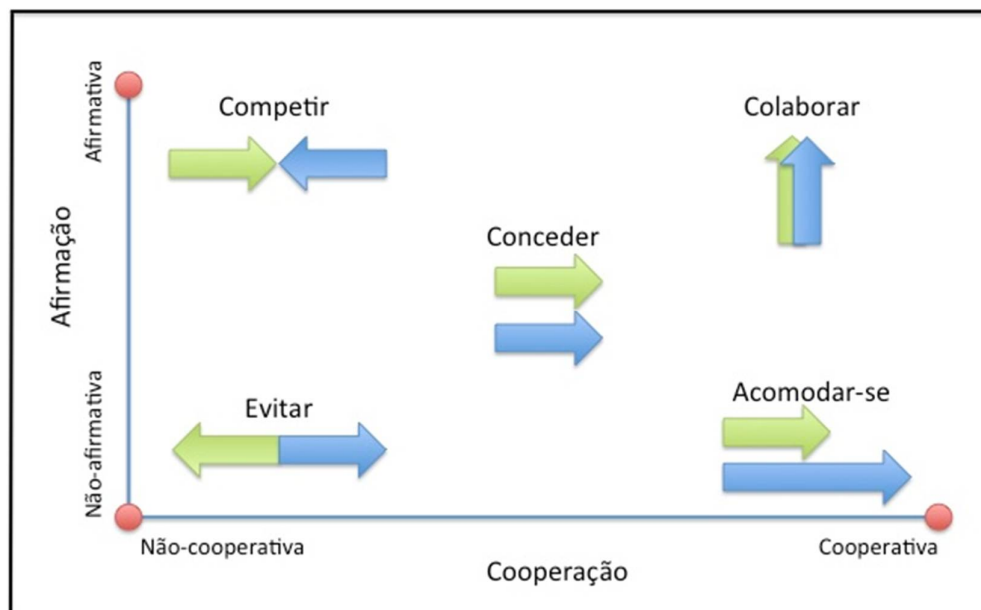 Afirmativa
Competir
Colaborar
Afirmação
Conceder
Não-afirmativa
Evitar
Acomodar-se
Não-cooperativa
Cooperativa
Cooperação